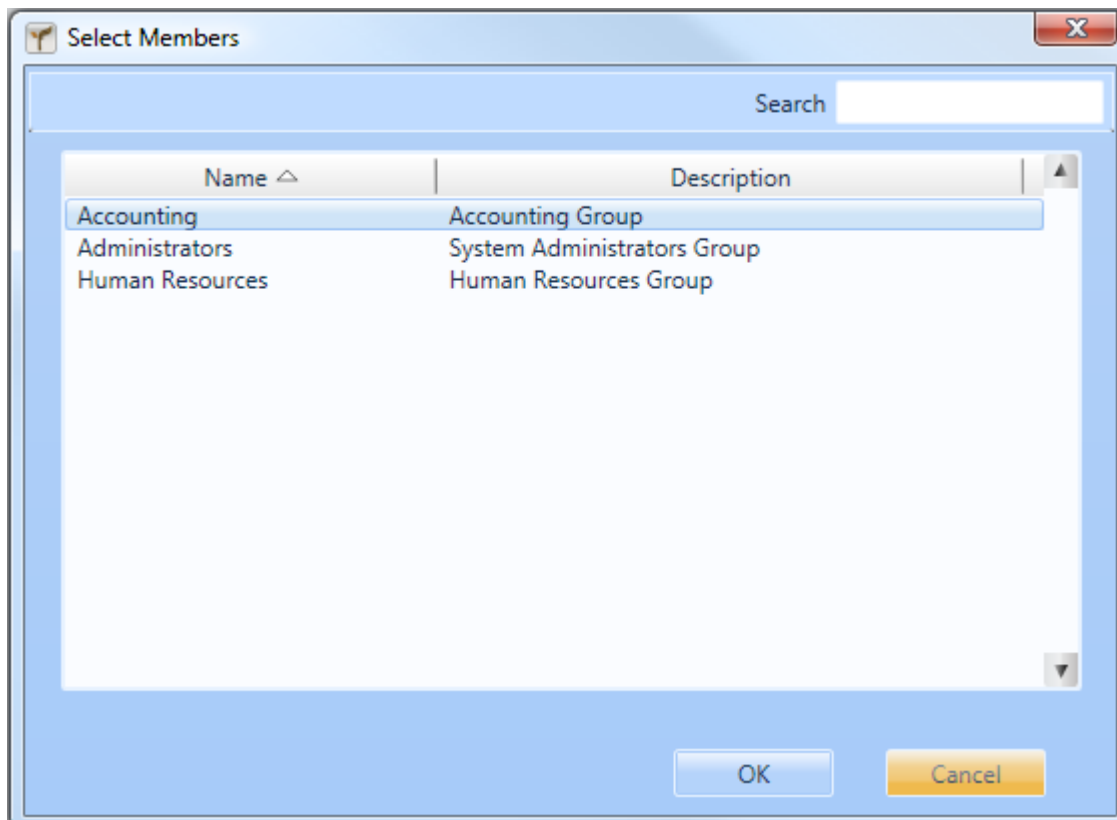 Select Members
Search
Name Description
Accounting Accounting Group
Administrators System Administrators Group
Human Resources Human Resources Group
OK Cancel